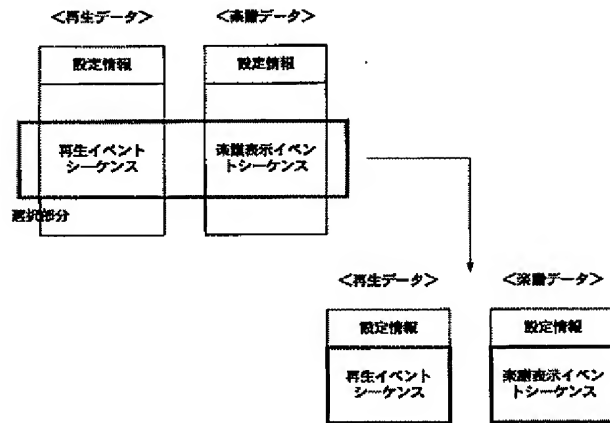 <再生データ>
<楽譜データ>
設定情報
設定情報
再生イベント
シーケンス
楽譜表示イベン
トシーケンス
選択部分
<再生データ>
<楽譜データ>
設定情報
設定情報
再生イベント
シーケンス
楽譜表示イベン
トシーケンス